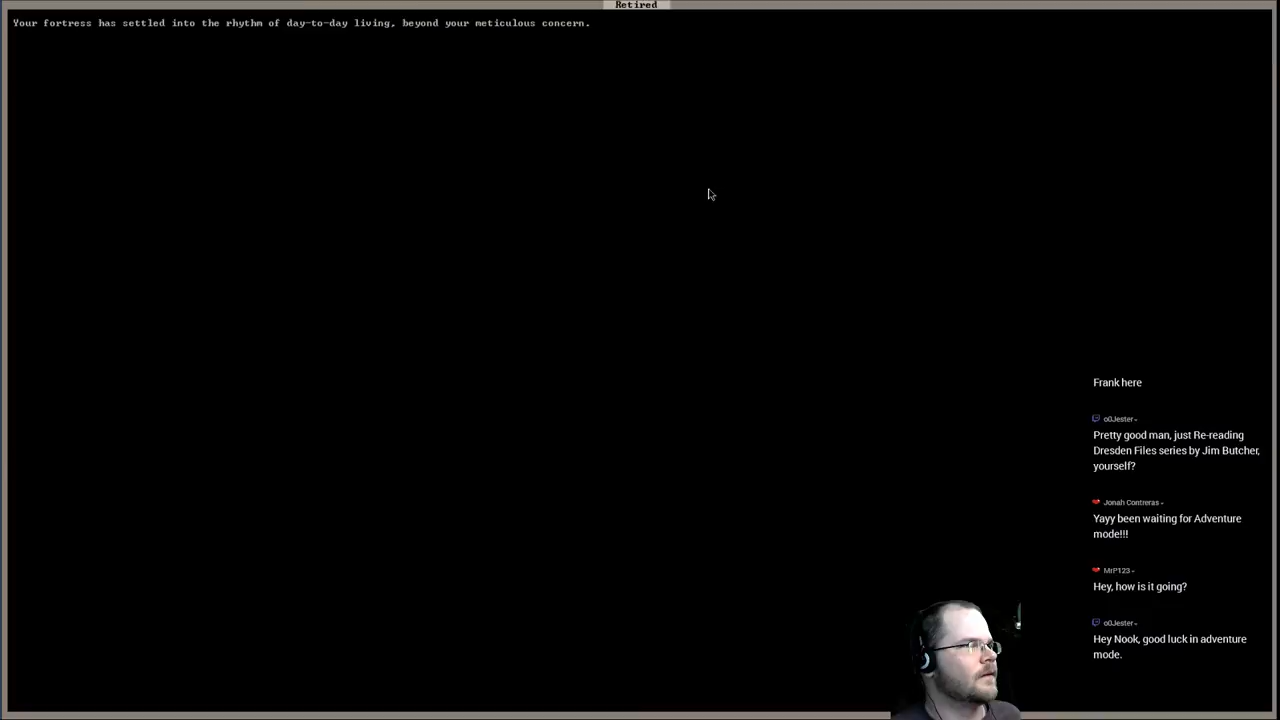 Retired
Your fortress has settled into the rhythm of day-to-day living, beyond your meticulous concern.
Frank here
o0Jester
Pretty good man, just Re-reading
Dresden Files series by Jim Butcher,
yourself?
Jonah Contreras
Yayy been waiting for Adventure
mode!!!
MrP123
Hey, how is it going?
o0Jester
Hey Nook, good luck in adventure
mode.